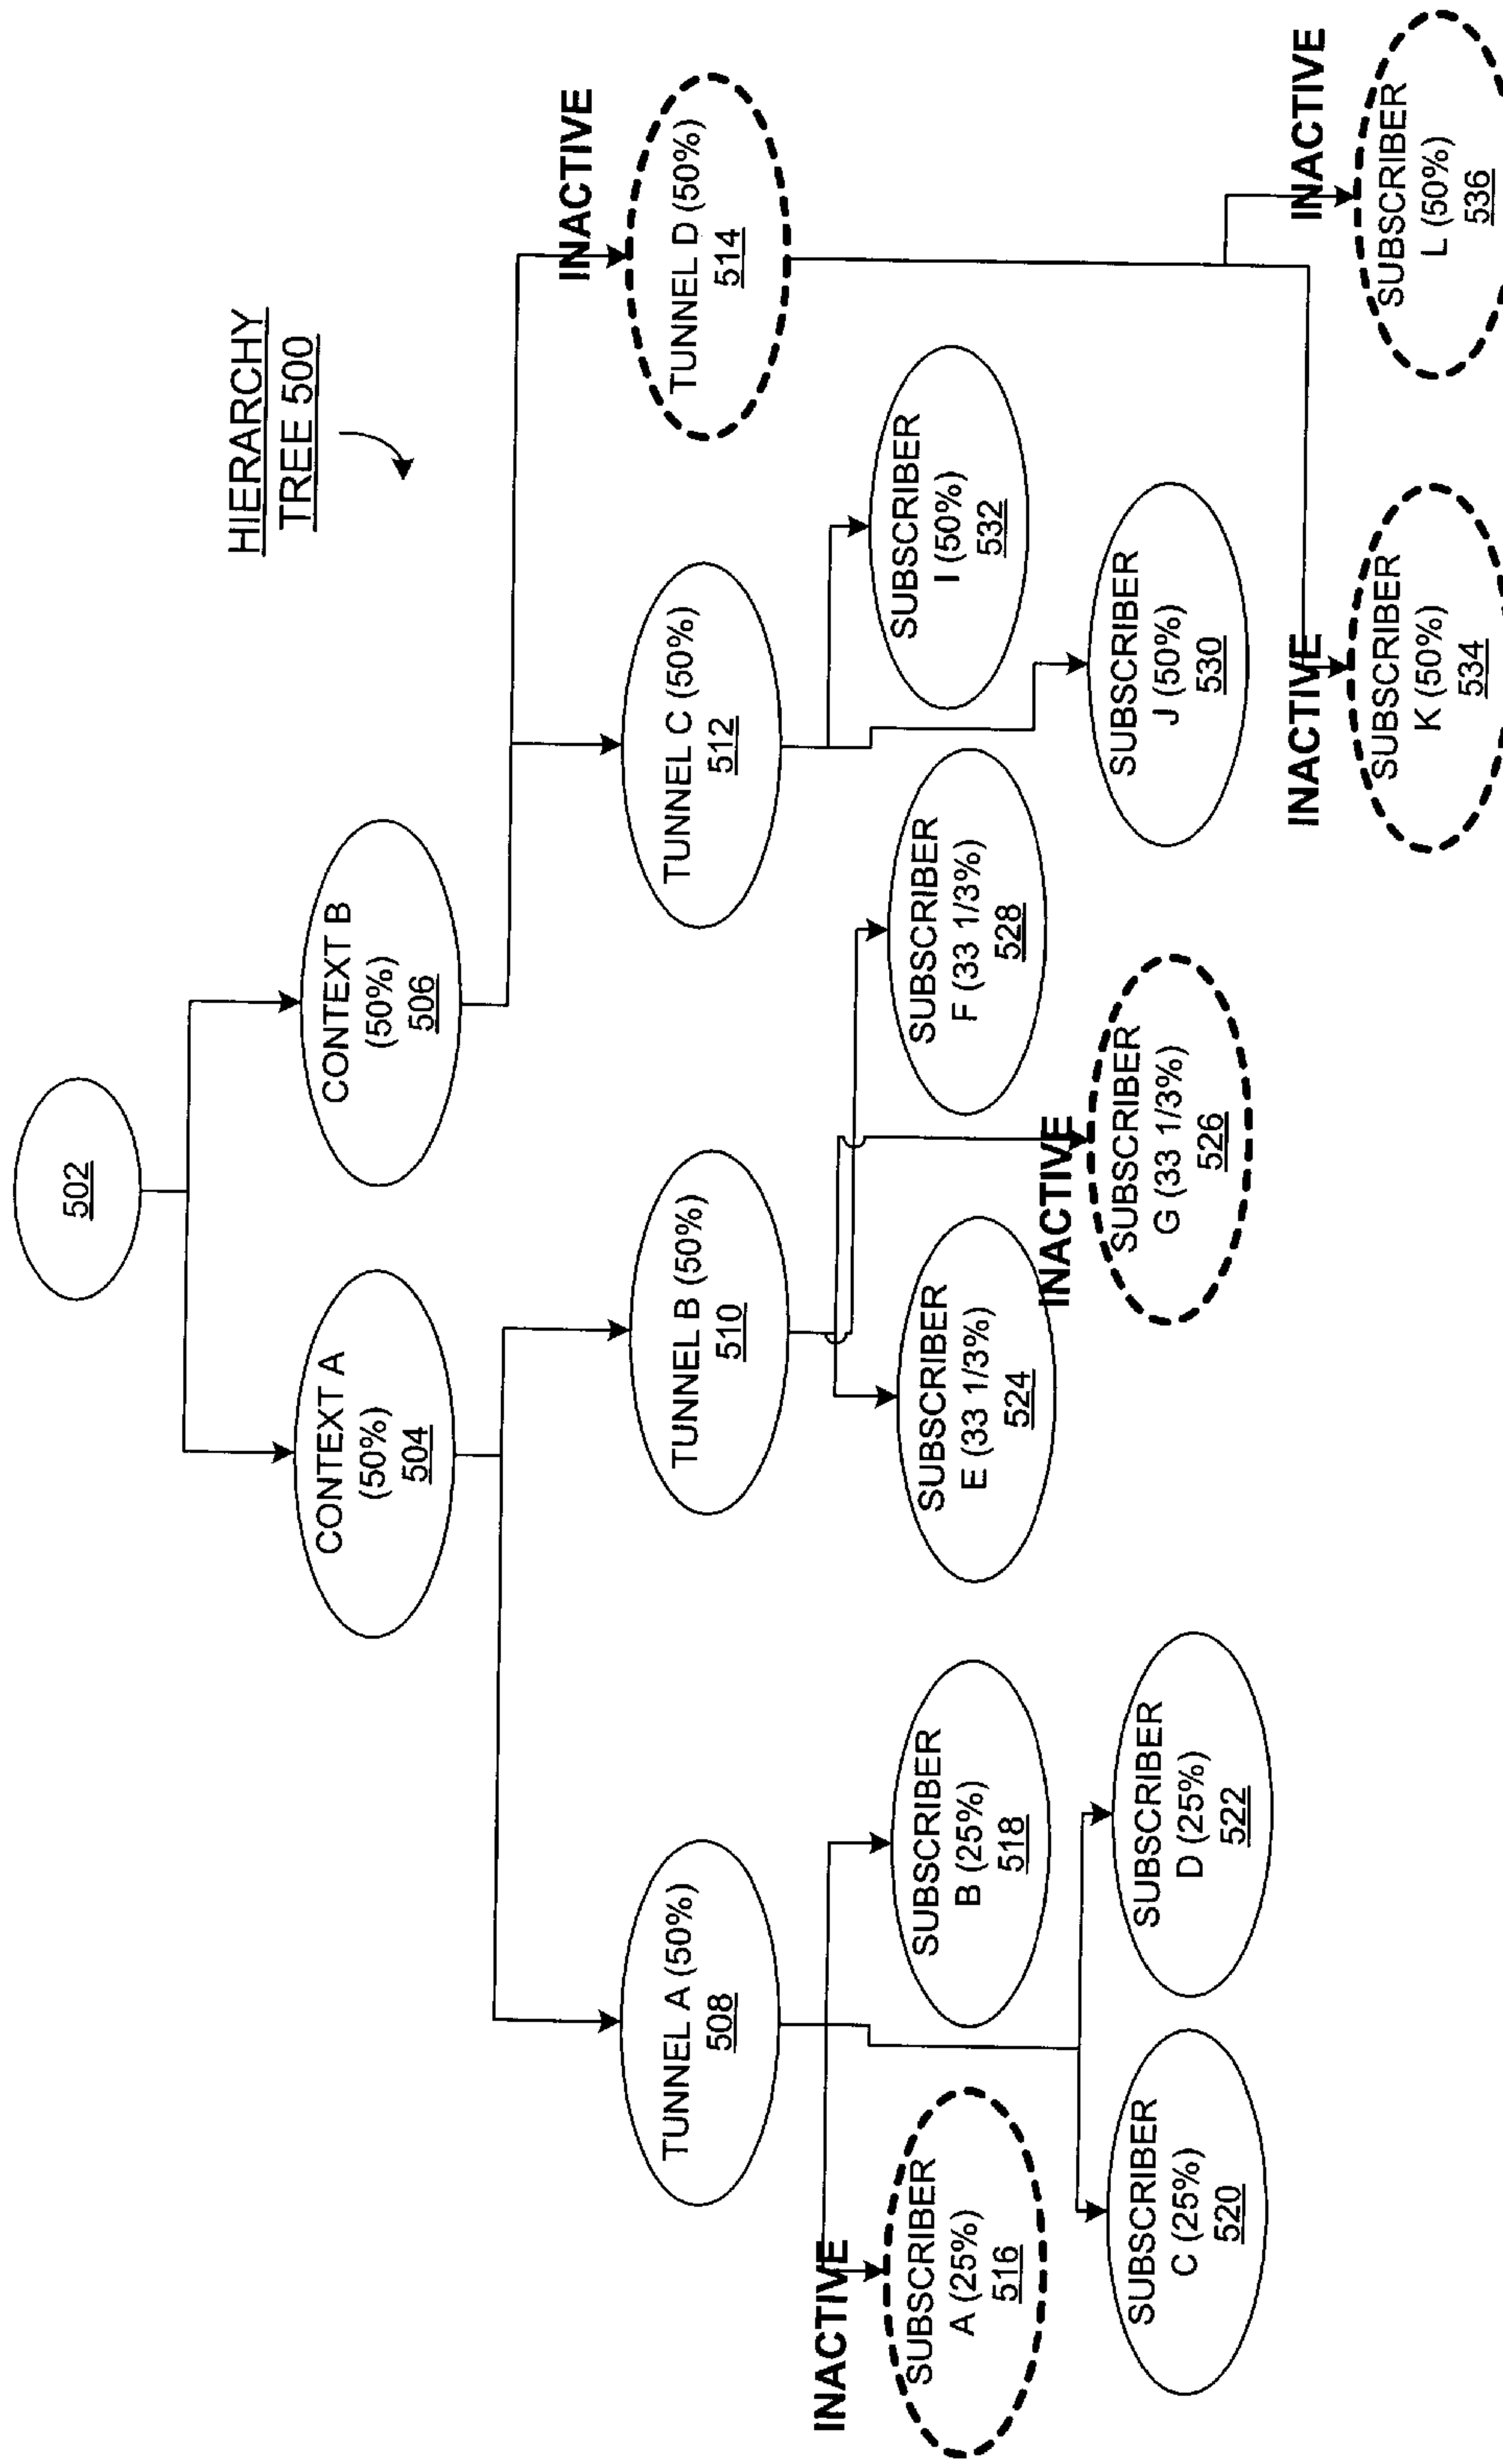 HIERARCHY
TREE 500
502
CONTEXT A
(50%)
504
CONTEXT B
(50%)
506
TUNNEL A (50%)
508
TUNNEL B (50%)
510
TUNNEL C (50%)
512
INACTIVE
TUNNEL D (50%)
514
INACTIVE
SUBSCRIBER
A (25%)
516
SUBSCRIBER
B (25%)
518
SUBSCRIBER
C (25%)
520
SUBSCRIBER
D (25%)
522
SUBSCRIBER
E (33 1/3%)
524
INACTIVE
SUBSCRIBER
G (33 1/3%)
526
SUBSCRIBER
F (33 1/3%)
528
SUBSCRIBER
I (50%)
532
SUBSCRIBER
J (50%)
530
INACTIVE
SUBSCRIBER
K (50%)
534
INACTIVE
SUBSCRIBER
L (50%)
536